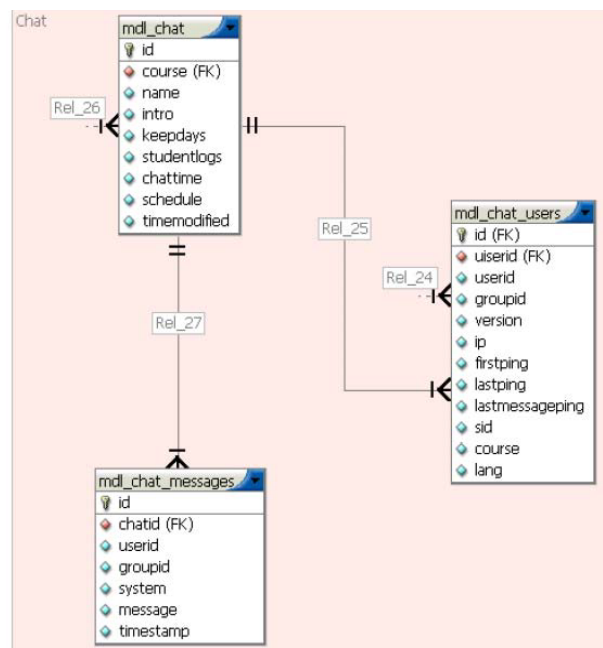 Chat
mdl_chat
id
course (FK)
name
intro
keepdays
studentlogs
chattime
schedule
timemodified
Rel_26
Rel_25
mdl_chat_users
id (FK)
uiserid (FK)
userid
groupid
version
ip
firstping
lastping
lastmessageping
sid
course
lang
Rel_24
Rel_27
mdl_chat_messages
id
chatid (FK)
userid
groupid
system
message
timestamp